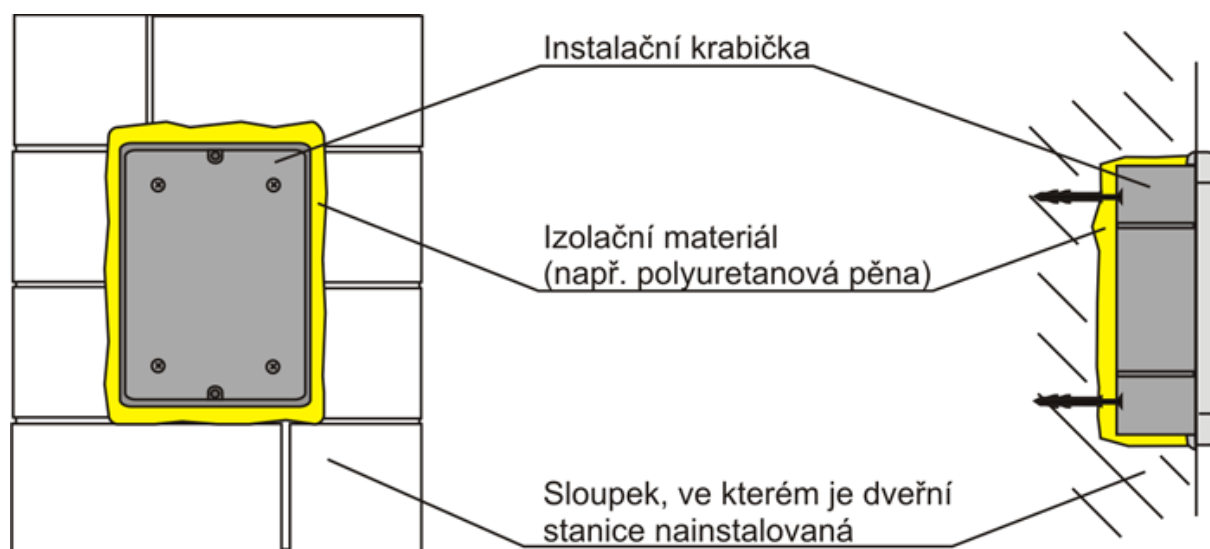 Instalační krabička
Izolační materiál
(např. polyuretanová pěna)
Sloupek, ve kterém je dveřní
stanice nainstalovaná